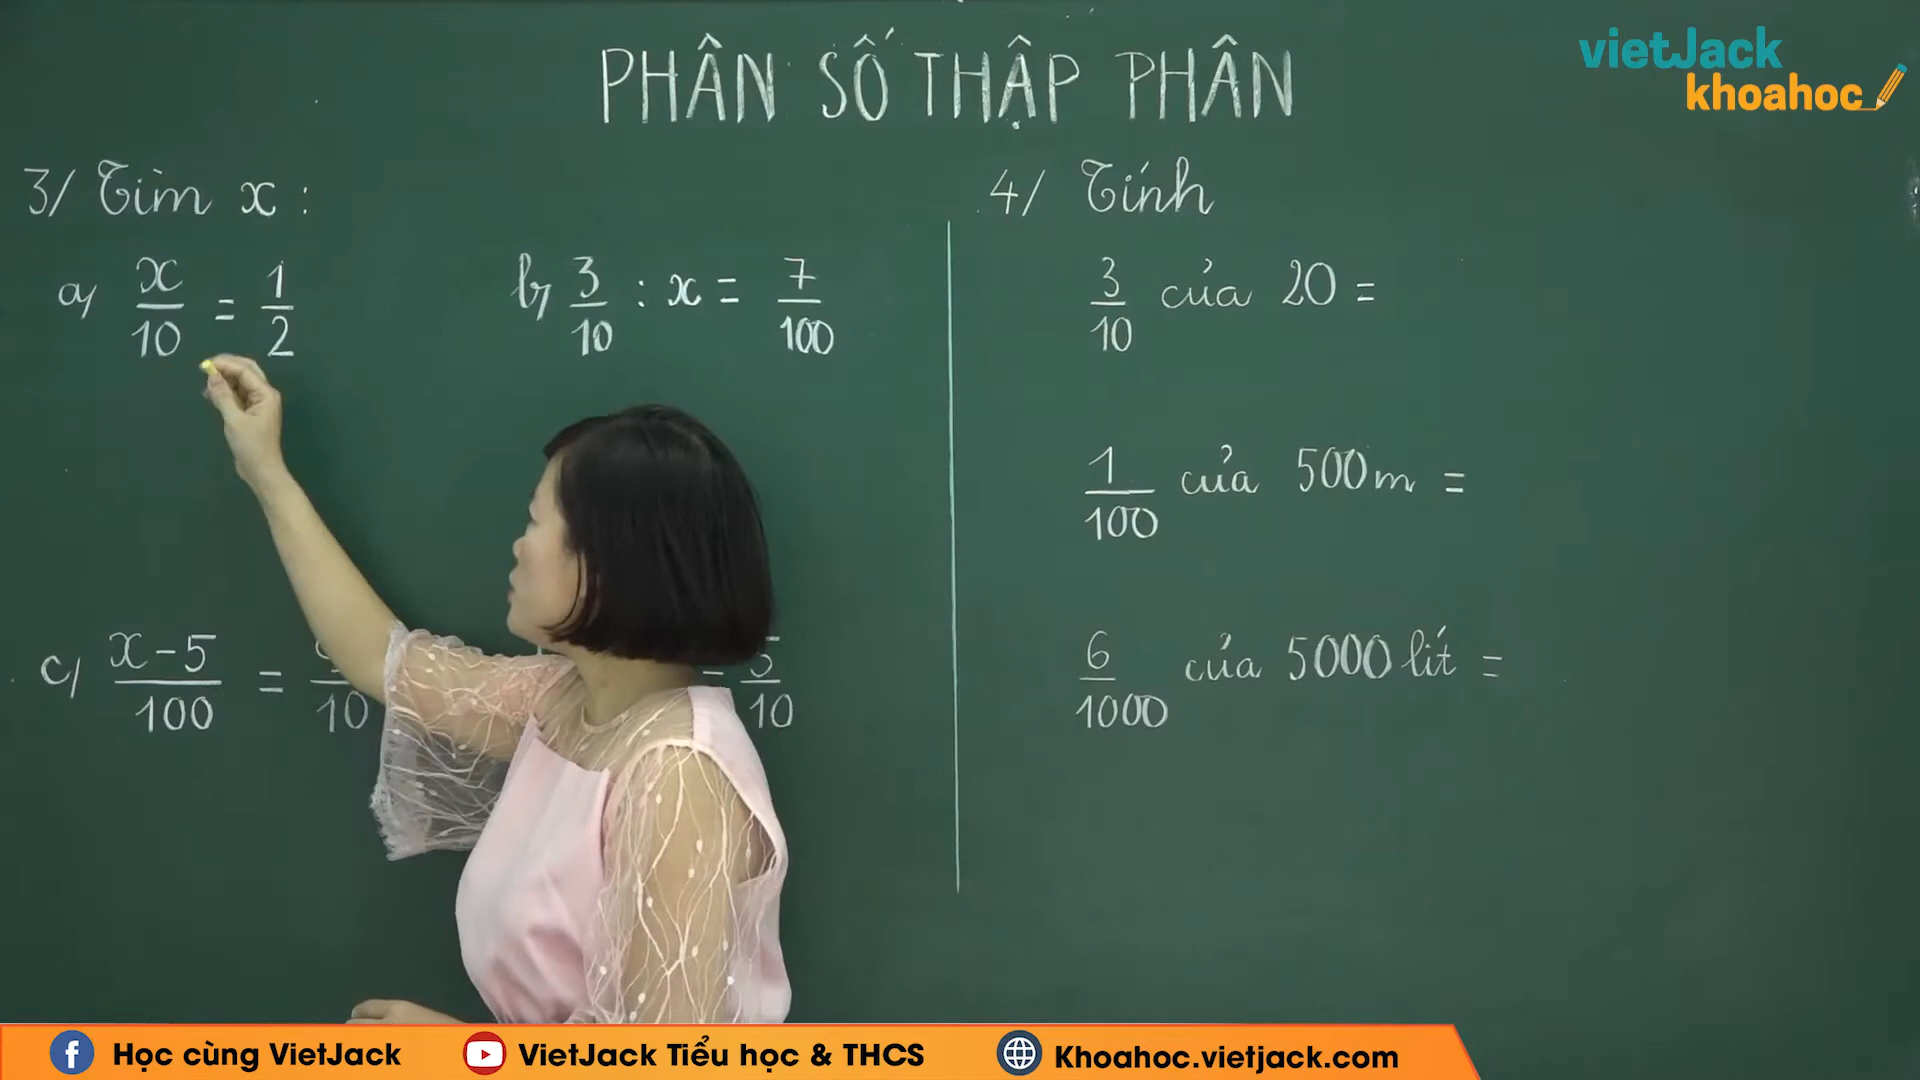 PHÂN SỐ THẬP PHÂN
vietJack
khoahoc
3/ Tìm x :
a) x/10 = 1/2
b) 3/10 : x = 7/100
c) x-5/100 = /10
- 5/10
4/ Tính
3/10 của 20 =
1/100 của 500m =
6/1000 của 5000 lít =
Học cùng VietJack
VietJack Tiểu học & THCS
Khoahoc.vietjack.com